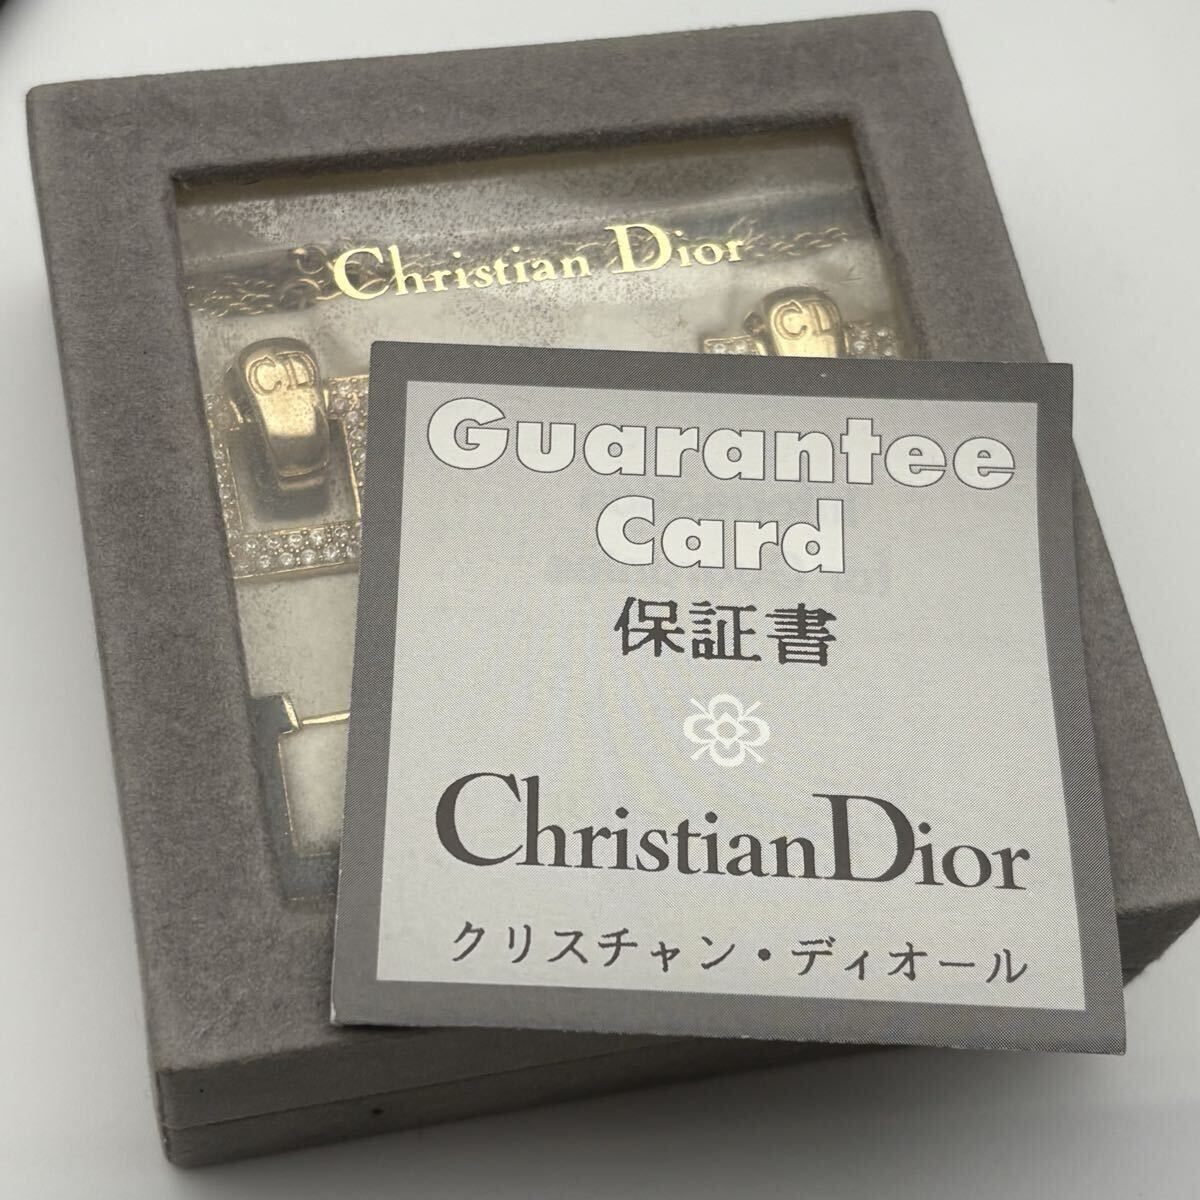 Christian Dior
CD
CD
Guarantee
Card
保証書
ChristianDior
クリスチャン・ディオール